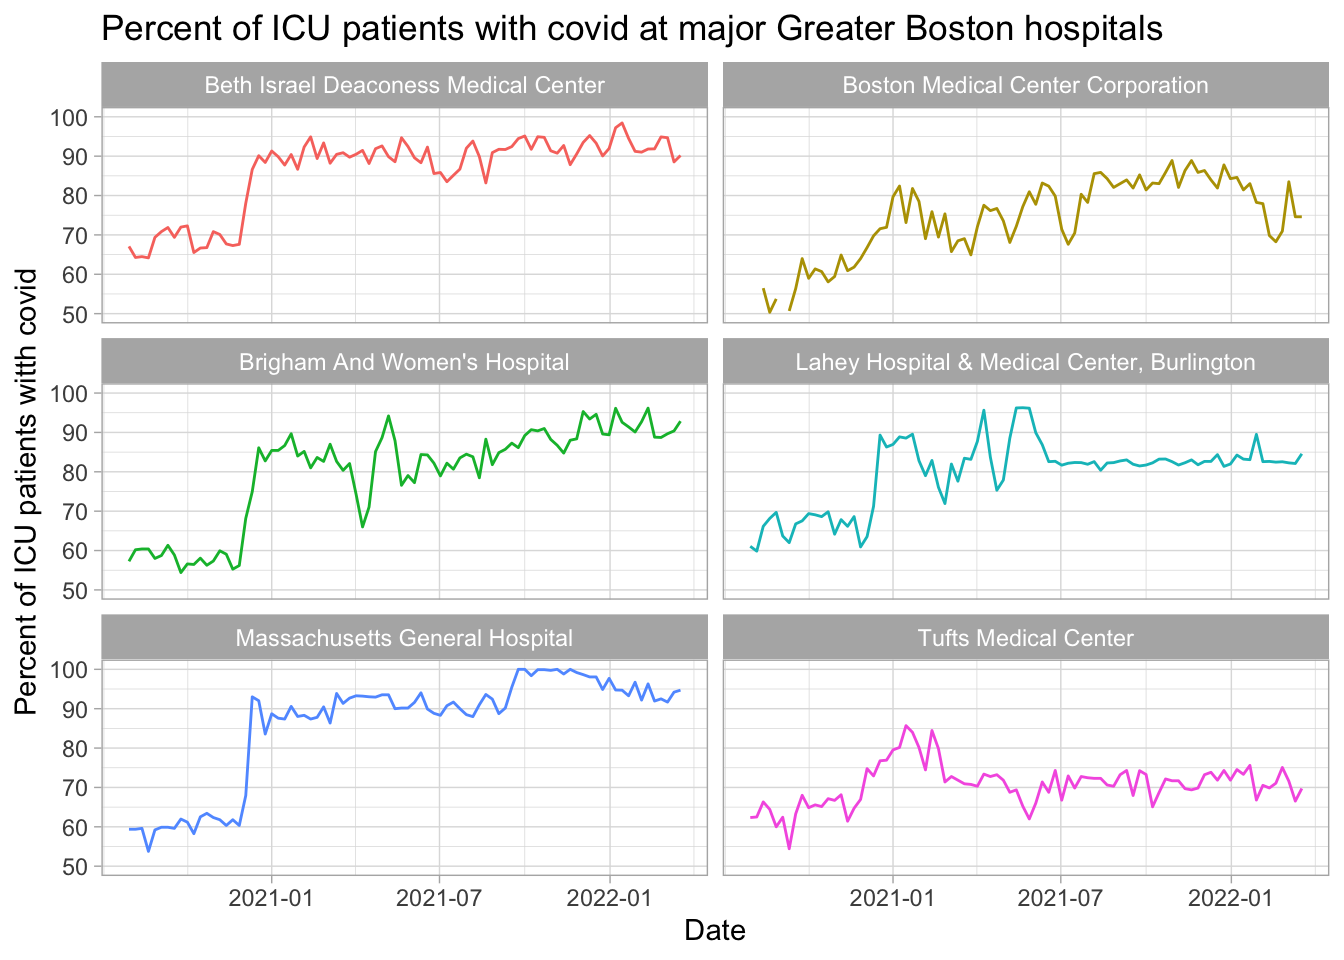 Percent of ICU patients with covid at major Greater Boston hospitals
Percent of ICU patients witth covid
Beth Israel Deaconess Medical Center
Boston Medical Center Corporation
100
90
80
70
60
50
Brigham And Women's Hospital
Lahey Hospital & Medical Center, Burlington
100
90
80
70
60
50
Massachusetts General Hospital
Tufts Medical Center
100
90
80
70
60
50
2021-01
2021-07
2022-01
2021-01
2021-07
2022-01
Date